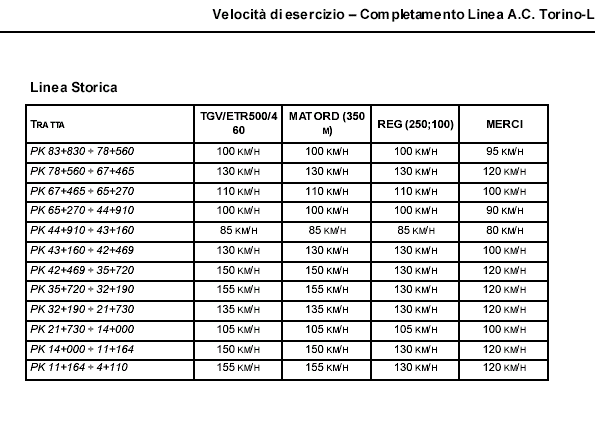 Velocità di esercizio – Completamento Linea A.C. Torino-L
Linea Storica
TRATTA TGV/ETR500/460 MAT ORD (350 M) REG (250;100) MERCI
PK 83+830 ÷ 78+560 100 KM/H 100 KM/H 100 KM/H 95 KM/H
PK 78+560 ÷ 67+465 130 KM/H 130 KM/H 130 KM/H 120 KM/H
PK 67+465 ÷ 65+270 110 KM/H 110 KM/H 110 KM/H 100 KM/H
PK 65+270 ÷ 44+910 100 KM/H 100 KM/H 100 KM/H 90 KM/H
PK 44+910 ÷ 43+160 85 KM/H 85 KM/H 85 KM/H 80 KM/H
PK 43+160 ÷ 42+469 130 KM/H 130 KM/H 130 KM/H 100 KM/H
PK 42+469 ÷ 35+720 150 KM/H 150 KM/H 130 KM/H 120 KM/H
PK 35+720 ÷ 32+190 155 KM/H 155 KM/H 130 KM/H 120 KM/H
PK 32+190 ÷ 21+730 135 KM/H 135 KM/H 130 KM/H 120 KM/H
PK 21+730 ÷ 14+000 105 KM/H 105 KM/H 105 KM/H 100 KM/H
PK 14+000 ÷ 11+164 150 KM/H 150 KM/H 130 KM/H 120 KM/H
PK 11+164 ÷ 4+110 155 KM/H 155 KM/H 130 KM/H 120 KM/H